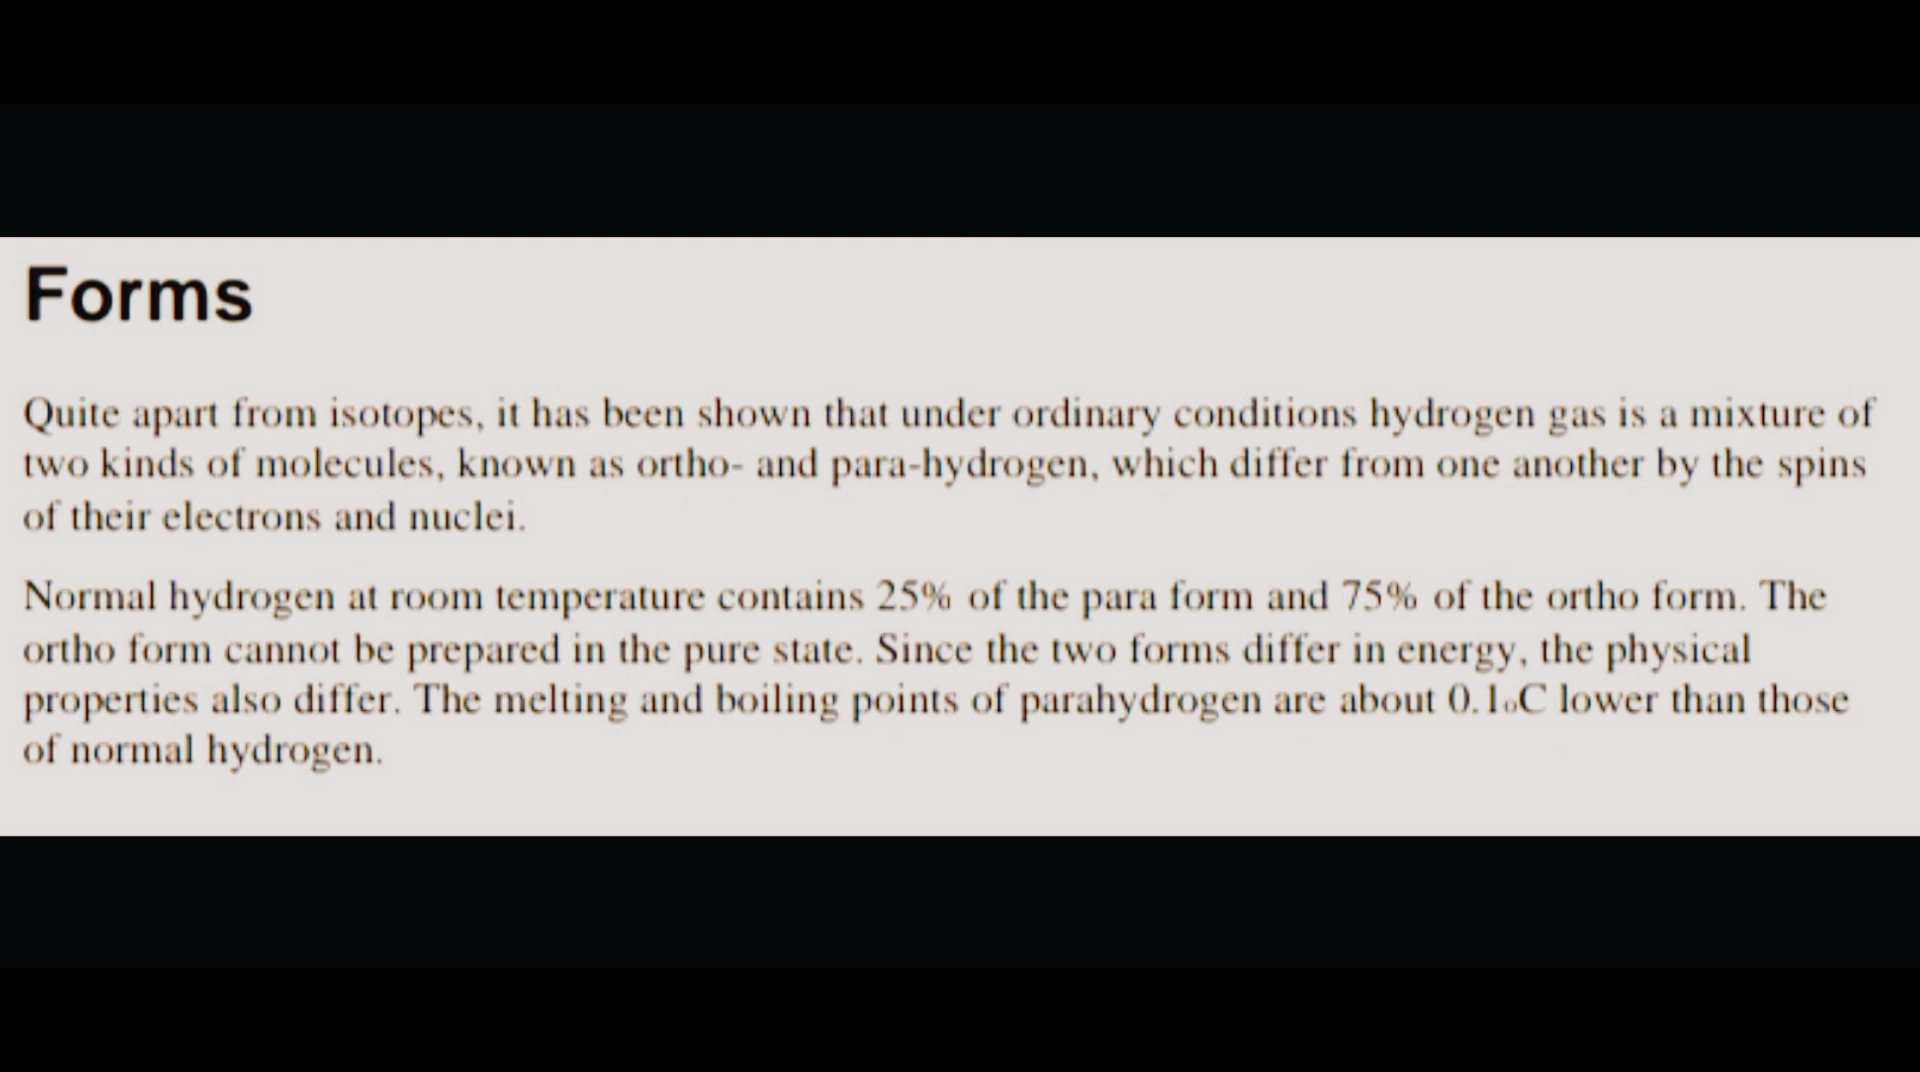 Forms
Quite apart from isotopes, it has been shown that under ordinary conditions hydrogen gas is a mixture of
two kinds of molecules, known as ortho- and para-hydrogen, which differ from one another by the spins
of their electrons and nuclei.
Normal hydrogen at room temperature contains 25% of the para form and 75% of the ortho form. The
ortho form cannot be prepared in the pure state. Since the two forms differ in energy, the physical
properties also differ. The melting and boiling points of parahydrogen are about 0.1oC lower than those
of normal hydrogen.